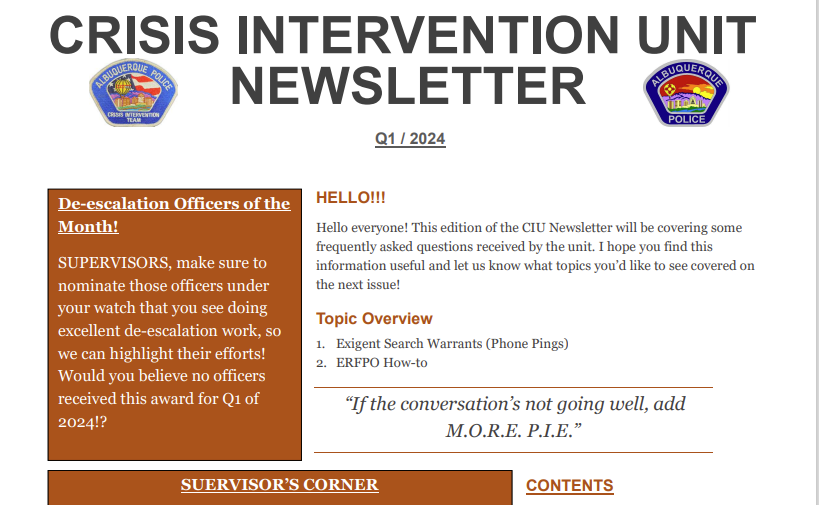 CRISIS INTERVENTION UNIT
NEWSLETTER
ALBUQUERQUE POLICE
CRISIS INTERVENTION
TEAM
ALBUQUERQUE
POLICE
Q1 / 2024
De-escalation Officers of the
Month!
SUPERVISORS, make sure to
nominate those officers under
your watch that you see doing
excellent de-escalation work, so
we can highlight their efforts!
Would you believe no officers
received this award for Q1 of
2024!?
HELLO!!!
Hello everyone! This edition of the CIU Newsletter will be covering some
frequently asked questions received by the unit. I hope you find this
information useful and let us know what topics you’d like to see covered on
the next issue!
Topic Overview
1. Exigent Search Warrants (Phone Pings)
2. ERFPO How-to
“If the conversation’s not going well, add
M.O.R.E. P.I.E.”
SUERVISOR’S CORNER
CONTENTS